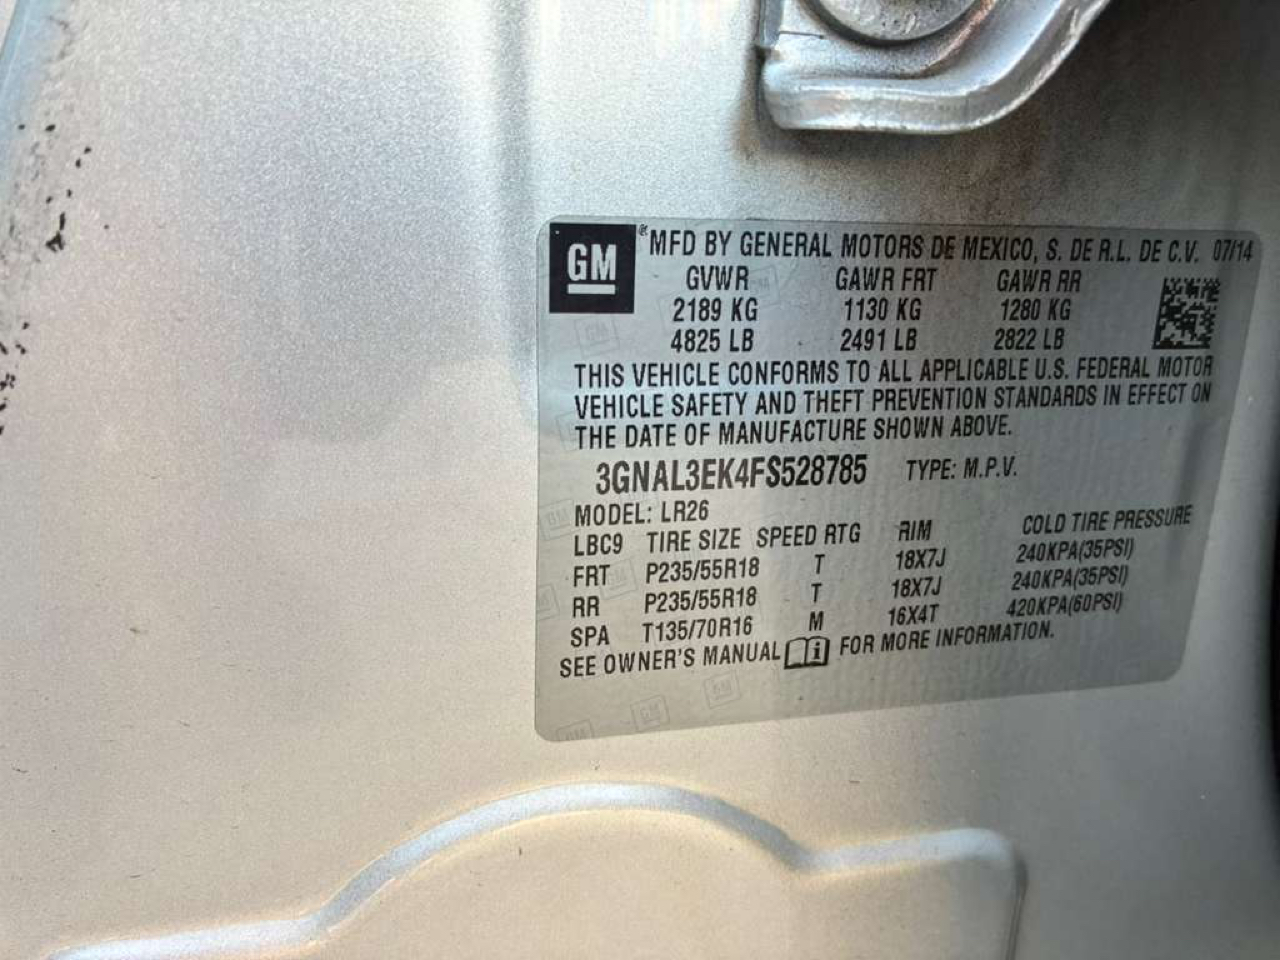 GM ® MFD BY GENERAL MOTORS DE MEXICO, S. DE R.L. DE C.V. 07/14
GVWR GAWR FRT GAWR RR
2189 KG 1130 KG 1280 KG
4825 LB 2491 LB 2822 LB
THIS VEHICLE CONFORMS TO ALL APPLICABLE U.S. FEDERAL MOTOR
VEHICLE SAFETY AND THEFT PREVENTION STANDARDS IN EFFECT ON
THE DATE OF MANUFACTURE SHOWN ABOVE.
3GNAL3EK4FS528785 TYPE: M.P.V.
MODEL: LR26
LBC9 TIRE SIZE SPEED RTG RIM COLD TIRE PRESSURE
FRT P235/55R18 T 18X7J 240KPA(35PSI)
RR P235/55R18 T 18X7J 240KPA(35PSI)
SPA T135/70R16 M 16X4T 420KPA(60PSI)
SEE OWNER'S MANUAL i FOR MORE INFORMATION.